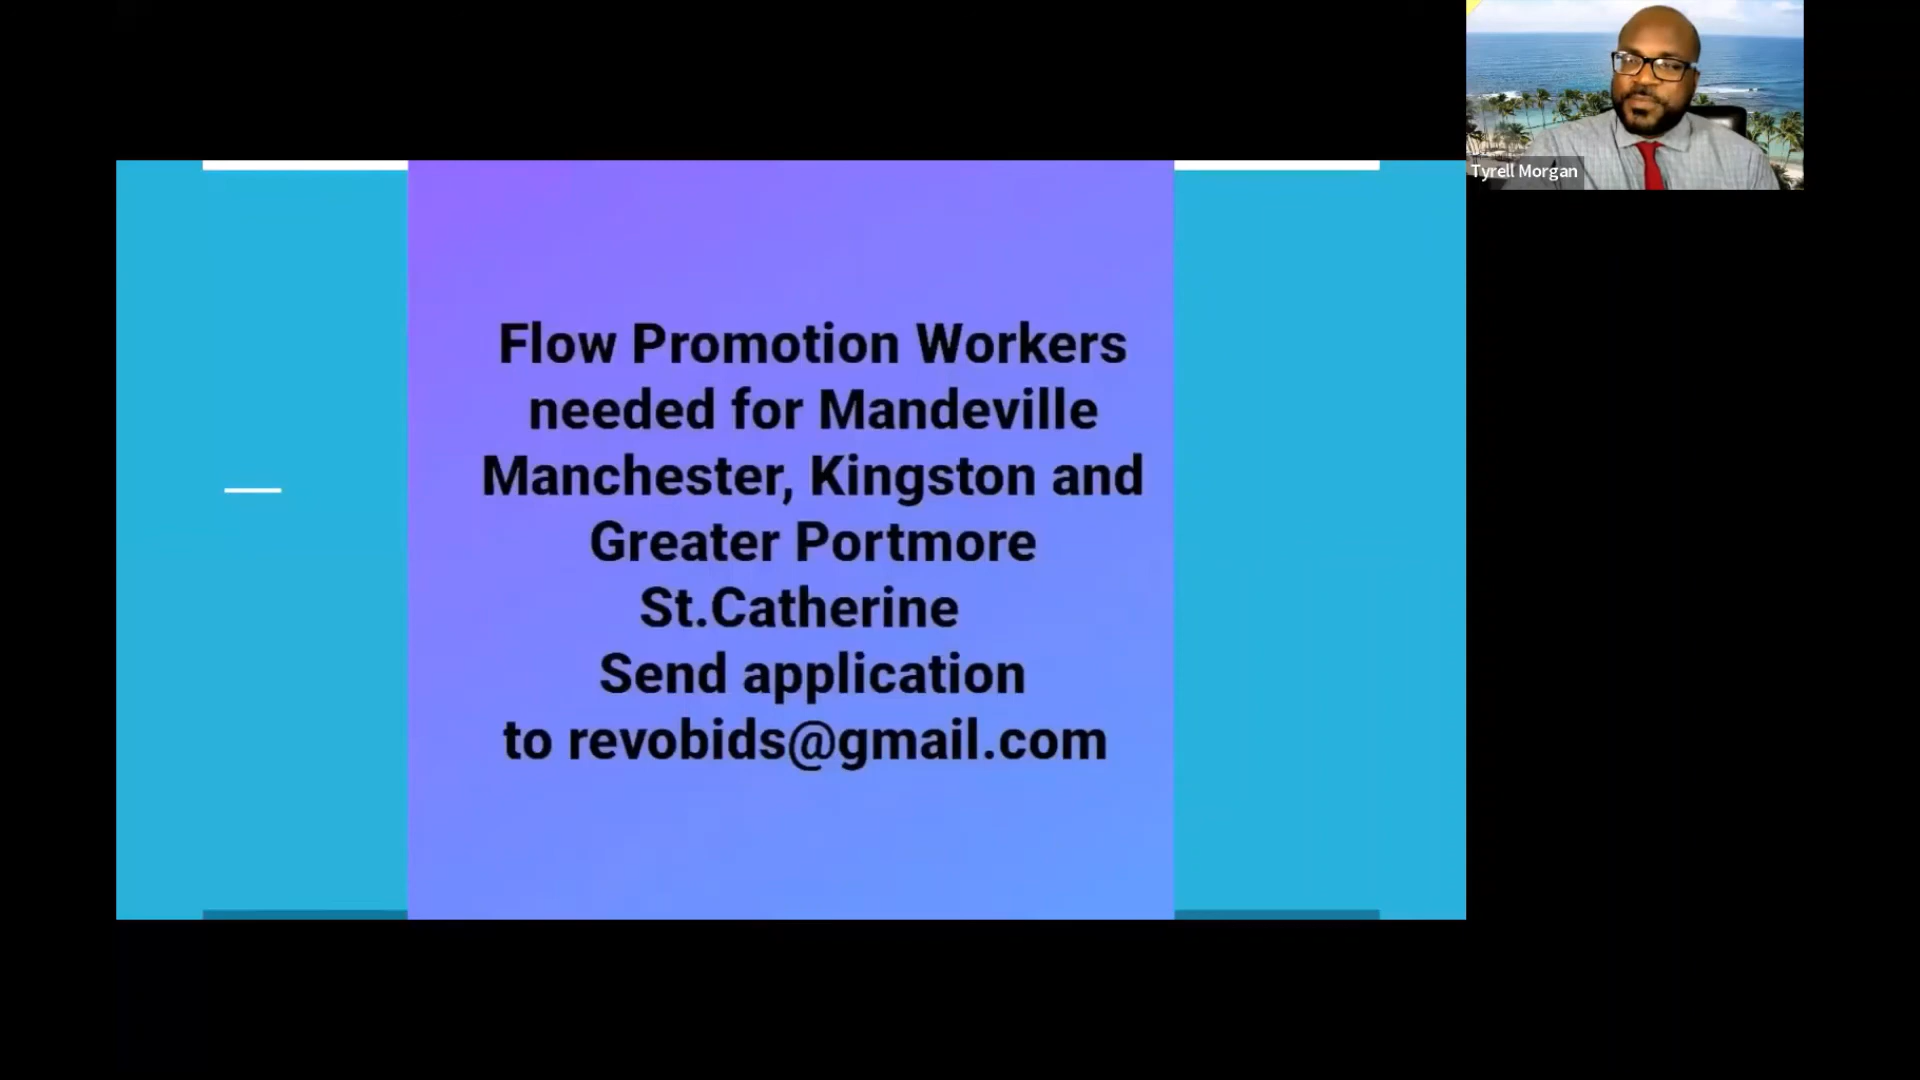 Flow Promotion Workers
needed for Mandeville
Manchester, Kingston and
Greater Portmore
St.Catherine
Send application
to revobids@gmail.com
Tyrell Morgan